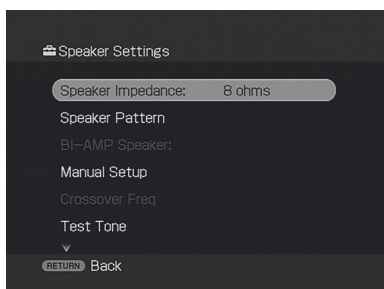 Speaker Settings
Speaker Impedance: 8 ohms
Speaker Pattern
BI-AMP Speaker:
Manual Setup
Crossover Freq
Test Tone
RETURN Back